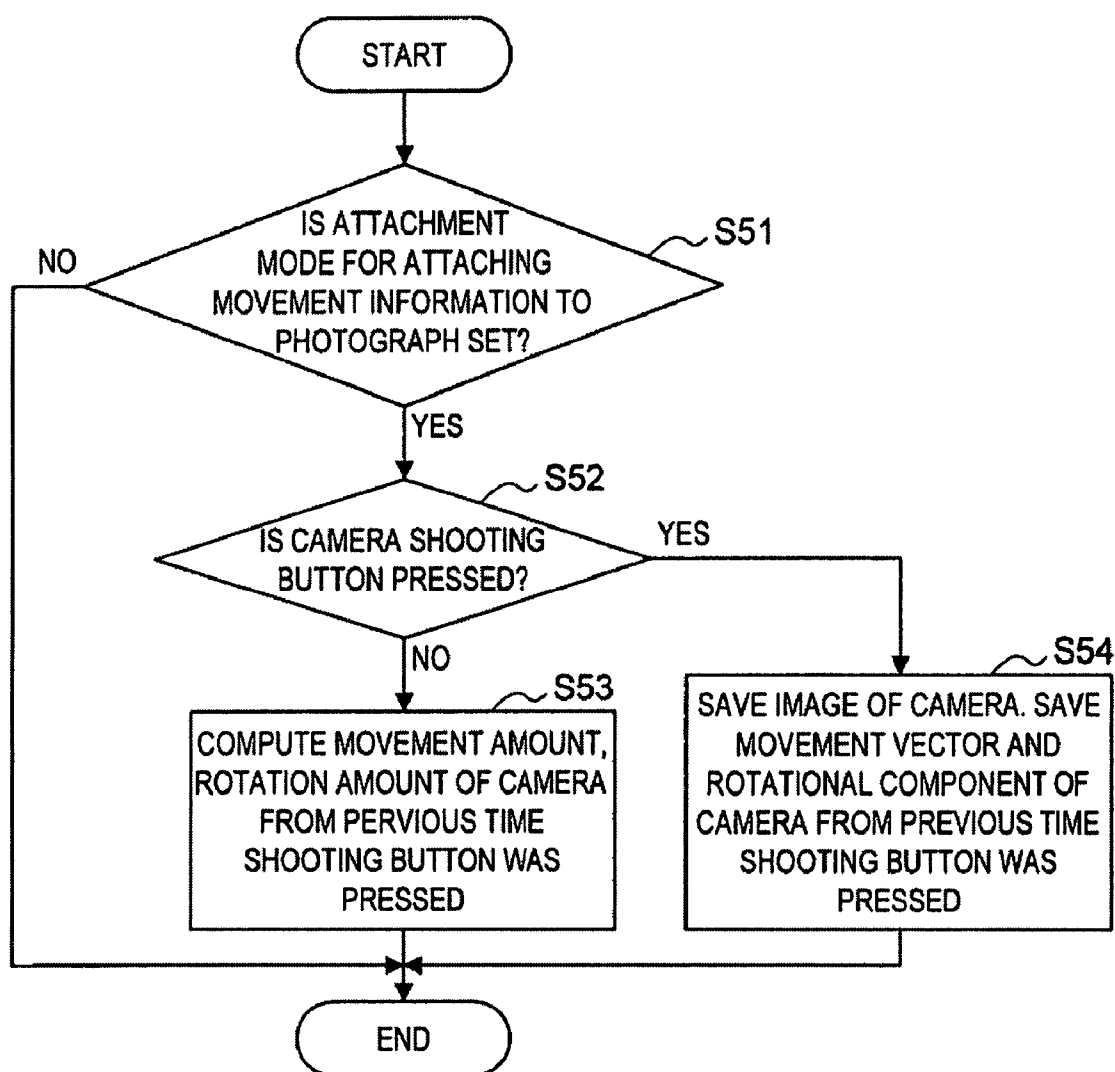 START
IS ATTACHMENT
MODE FOR ATTACHING
MOVEMENT INFORMATION TO
PHOTOGRAPH SET?
S51
NO
YES
S52
IS CAMERA SHOOTING
BUTTON PRESSED?
YES
NO
S53
COMPUTE MOVEMENT AMOUNT,
ROTATION AMOUNT OF CAMERA
FROM PERVIOUS TIME
SHOOTING BUTTON WAS
PRESSED
S54
SAVE IMAGE OF CAMERA. SAVE
MOVEMENT VECTOR AND
ROTATIONAL COMPONENT OF
CAMERA FROM PREVIOUS TIME
SHOOTING BUTTON WAS
PRESSED
END